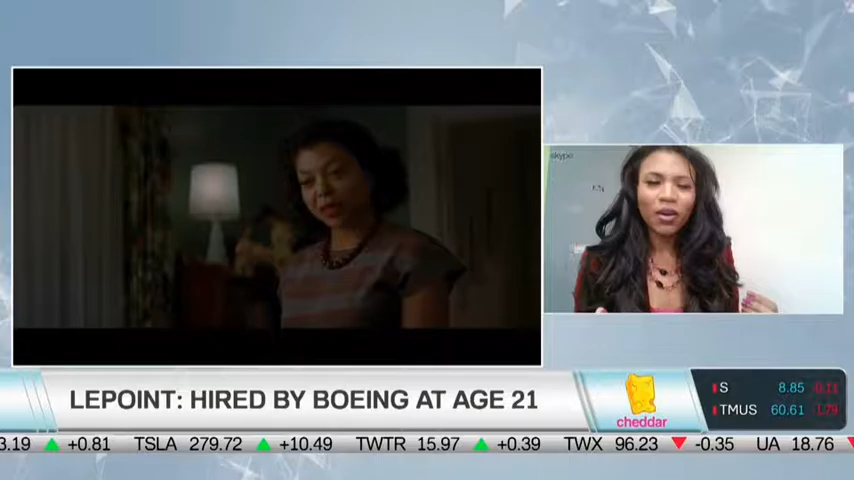 skype
LEPOINT: HIRED BY BOEING AT AGE 21
cheddar
S 8.85 -0.11
TMUS 60.61 -1.79
3.19 +0.81 TSLA 279.72 +10.49 TWTR 15.97 +0.39 TWX 96.23 -0.35 UA 18.76